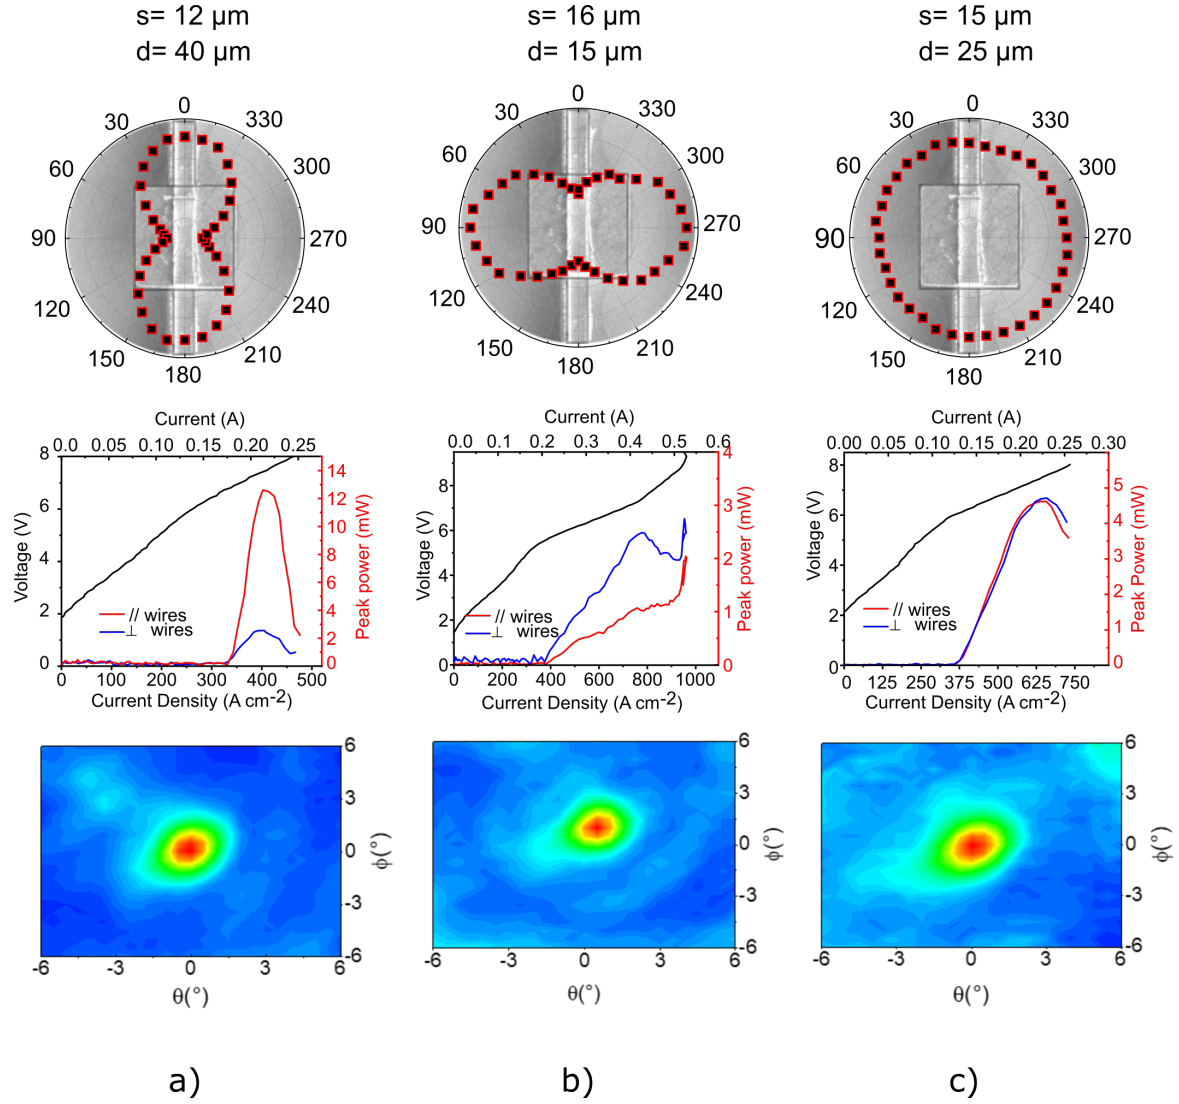 s= 12 µm
d= 40 µm
s= 16 µm
d= 15 µm
s= 15 µm
d= 25 µm
0
30
330
60
300
90
270
120
240
150
210
180
0
30
330
60
300
90
270
120
240
150
210
180
0
30
330
60
300
90
270
120
240
150
210
180
Current (A)
0.0 0.05 0.10 0.15 0.20 0.25
8
6
4
2
0
Voltage (V)
14
12
10
8
6
4
2
0
Peak power (mW)
// wires
⊥ wires
0 100 200 300 400 500
Current Density (A cm-2)
Current (A)
0.0 0.1 0.2 0.3 0.4 0.5 0.6
8
6
4
2
0
Voltage (V)
4
3
2
1
0
Peak power (mW)
// wires
⊥ wires
0 200 400 600 800 1000
Current Density (A cm-2)
Current (A)
0.00 0.05 0.10 0.15 0.20 0.25 0.30
8
6
4
2
0
Voltage (V)
5
4
3
2
1
0
Peak Power (mW)
// wires
⊥ wires
0 125 250 375 500 625 750
Current Density (A cm-2)
6
3
0
-3
-6
ϕ(°)
-6 -3 0 3 6
θ(°)
6
3
0
-3
-6
ϕ(°)
-6 -3 0 3 6
θ(°)
6
3
0
-3
-6
ϕ(°)
-6 -3 0 3 6
θ(°)
a)
b)
c)